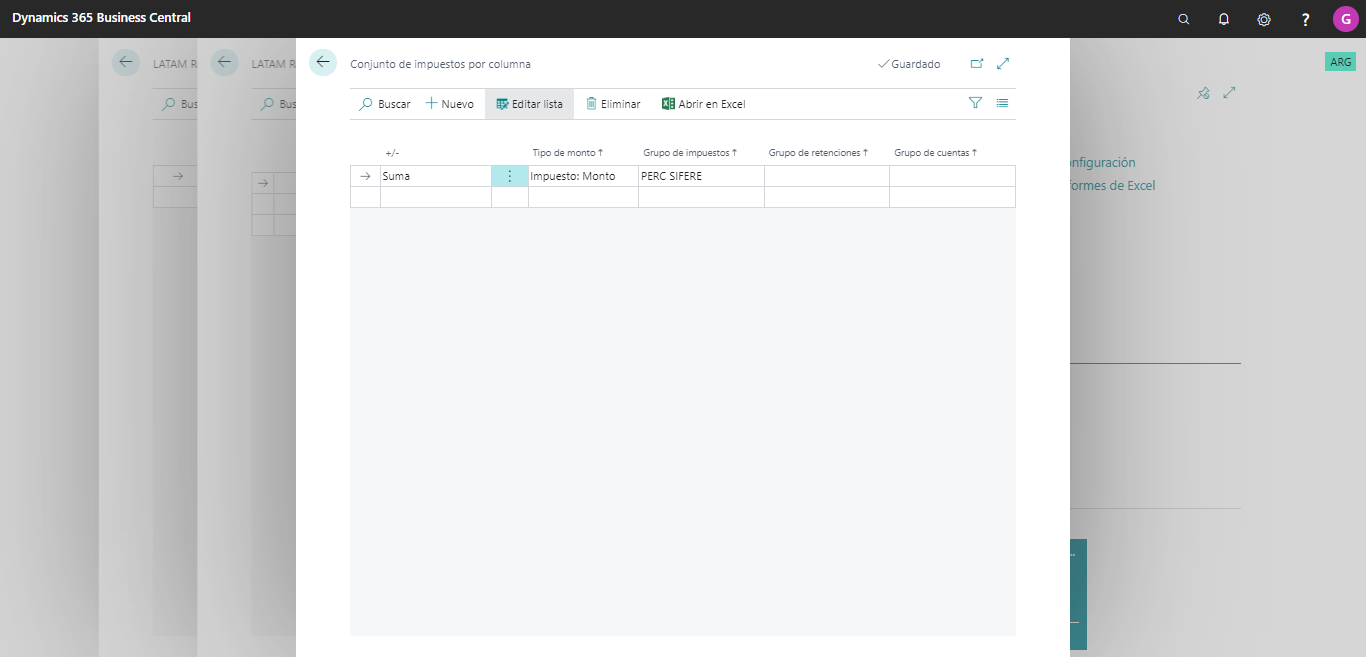 Dynamics 365 Business Central
?
G
LATAM R
LATAM R
Conjunto de impuestos por columna
Guardado
ARG
Bus
Bus
Buscar
Nuevo
Editar lista
Eliminar
Abrir en Excel
+/-
Tipo de monto ↑
Grupo de impuestos ↑
Grupo de retenciones ↑
Grupo de cuentas ↑
Suma
Impuesto: Monto
PERC SIFERE
nfiguración
formes de Excel